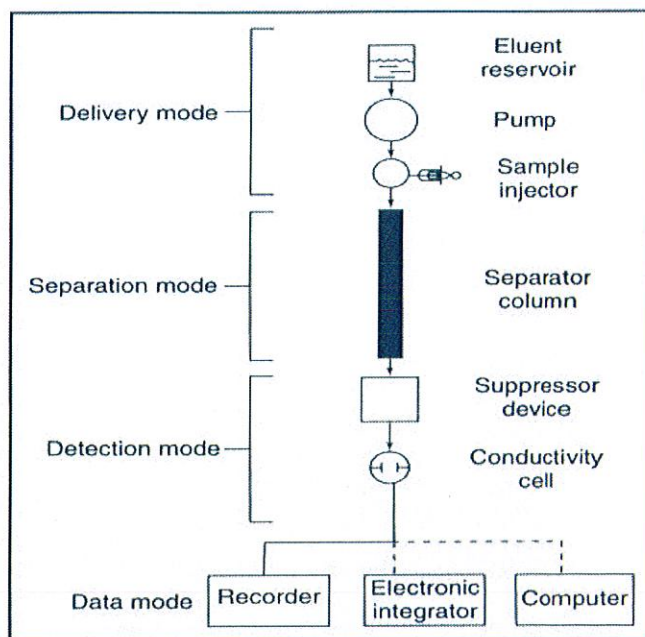 Eluent
reservoir
Delivery mode
Pump
Sample
injector
Separation mode
Separator
column
Suppressor
device
Detection mode
Conductivity
cell
Data mode
Recorder
Electronic
integrator
Computer